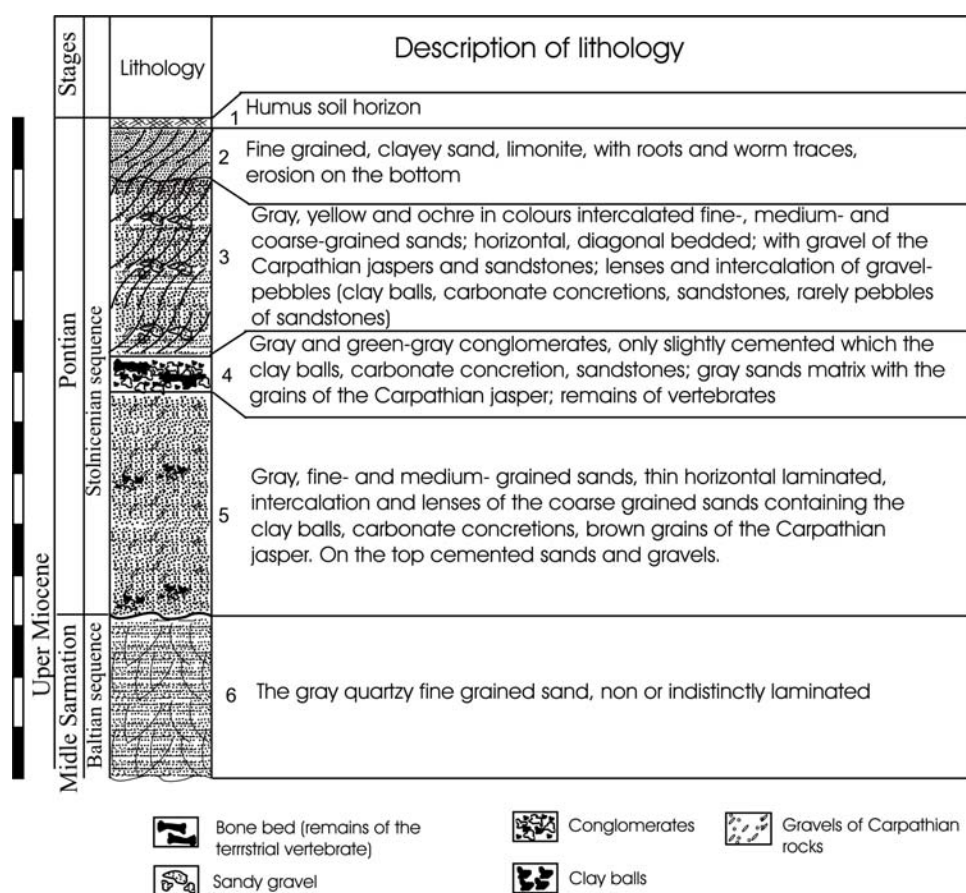 Stages
Lithology
Description of lithology
Uper Miocene
Pontian
Midle Sarmation
Stolnicenian sequence
Baltian sequence
1 Humus soil horizon
2 Fine grained, clayey sand, limonite, with roots and worm traces,
erosion on the bottom
3 Gray, yellow and ochre in colours intercalated fine-, medium- and
coarse-grained sands; horizontal, diagonal bedded; with gravel of the
Carpathian jaspers and sandstones; lenses and intercalation of gravel-
pebbles (clay balls, carbonate concretions, sandstones, rarely pebbles
of sandstones)
4 Gray and green-gray conglomerates, only slightly cemented which the
clay balls, carbonate concretion, sandstones; gray sands matrix with the
grains of the Carpathian jasper; remains of vertebrates
5 Gray, fine- and medium- grained sands, thin horizontal laminated,
intercalation and lenses of the coarse grained sands containing the
clay balls, carbonate concretions, brown grains of the Carpathian
jasper. On the top cemented sands and gravels.
6 The gray quartzy fine grained sand, non or indistinctly laminated
Bone bed (remains of the
terrrstrial vertebrate)
Sandy gravel
Conglomerates
Clay balls
Gravels of Carpathian
rocks